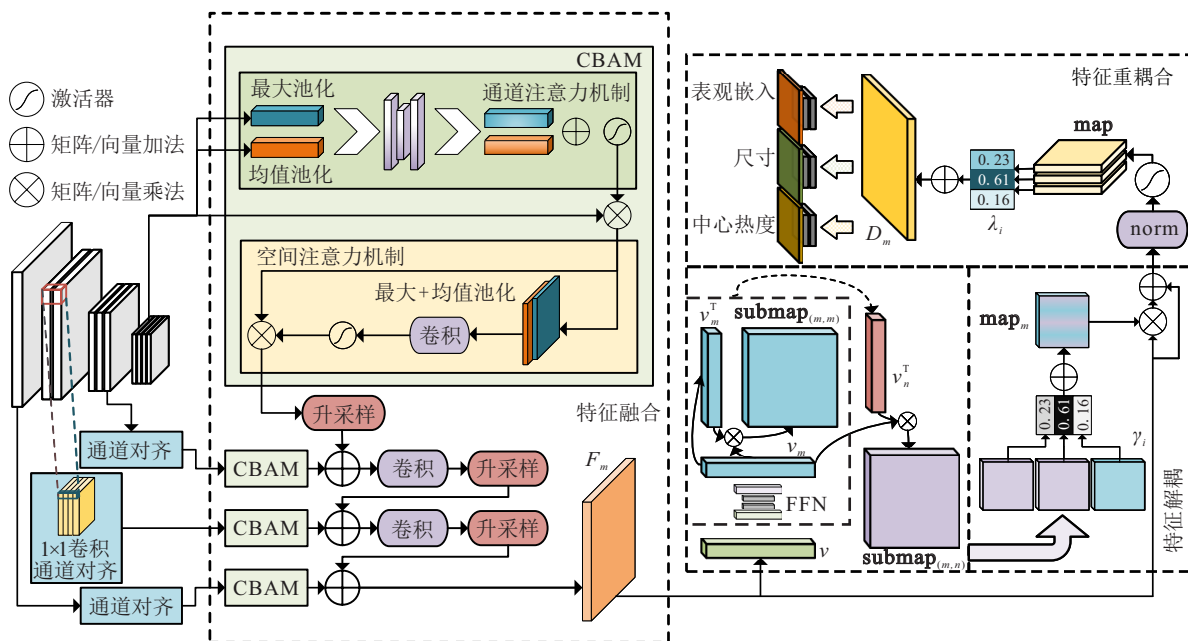 激活器
矩阵/向量加法
矩阵/向量乘法
CBAM
最大池化
通道注意力机制
均值池化
空间注意力机制
最大+均值池化
卷积
特征融合
升采样
通道对齐
CBAM
卷积
升采样
1×1卷积
通道对齐
CBAM
卷积
升采样
通道对齐
CBAM
F_m
特征重耦合
表观嵌入
尺寸
中心热度
D_m
0.23
0.61
0.16
λ_i
map
norm
v_m^T
submap_(m,m)
v_n^T
v_m
FFN
v
submap_(m,n)
map_m
0.23
0.61
0.16
γ_i
特征解耦